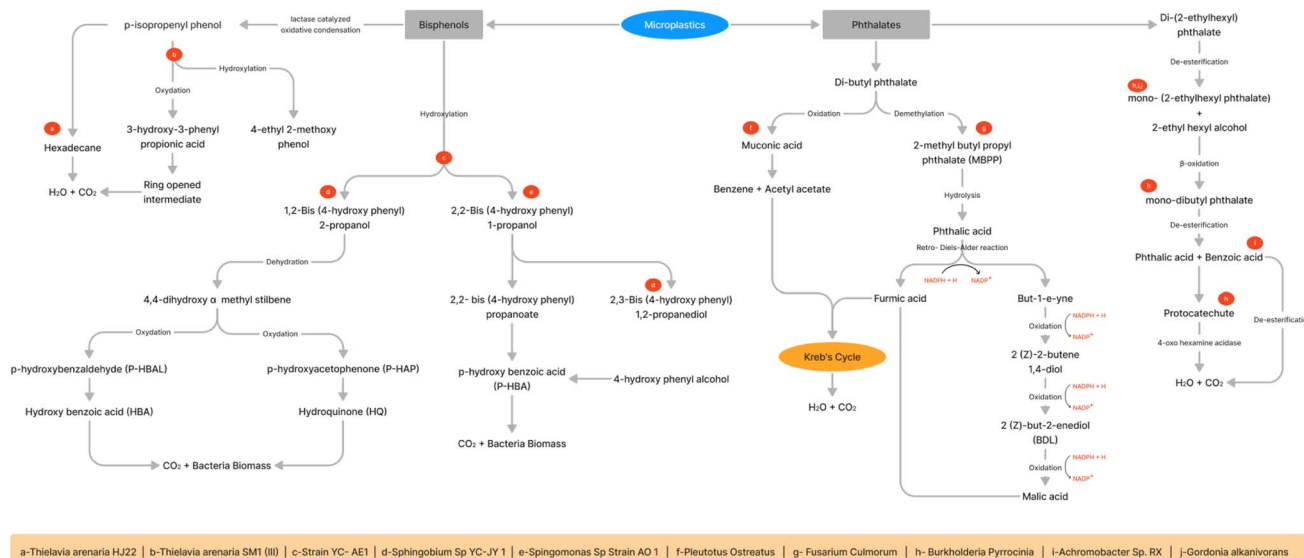 Microplastics
Bisphenols
Phthalates
lactase catalyzed
oxidative condensation
p-isopropenyl phenol
b
Hydroxylation
Oxydation
a
Hexadecane
3-hydroxy-3-phenyl
propionic acid
4-ethyl 2-methoxy
phenol
H₂O + CO₂
Ring opened
intermediate
Hydroxylation
c
d
1,2-Bis (4-hydroxy phenyl)
2-propanol
e
2,2-Bis (4-hydroxy phenyl)
1-propanol
Dehydration
4,4-dihydroxy α methyl stilbene
Oxydation
Oxydation
p-hydroxybenzaldehyde (P-HBAL)
p-hydroxyacetophenone (P-HAP)
Hydroxy benzoic acid (HBA)
Hydroquinone (HQ)
CO₂ + Bacteria Biomass
2,2- bis (4-hydroxy phenyl)
propanoate
d
2,3-Bis (4-hydroxy phenyl)
1,2-propanediol
p-hydroxy benzoic acid
(P-HBA)
4-hydroxy phenyl alcohol
CO₂ + Bacteria Biomass
Di-butyl phthalate
Oxidation
Demethylation
f
Muconic acid
g
2-methyl butyl propyl
phthalate (MBPP)
Benzene + Acetyl acetate
Hydrolysis
Phthalic acid
Retro- Diels-Alder reaction
NADPH + H
NADP⁺
Furmic acid
But-1-e-yne
Oxidation
NADPH + H
NADP⁺
Kreb's Cycle
2 (Z)-2-butene
1,4-diol
H₂O + CO₂
Oxidation
NADPH + H
NADP⁺
2 (Z)-but-2-enediol
(BDL)
Oxidation
NADPH + H
NADP⁺
Malic acid
Di-(2-ethylhexyl)
phthalate
De-esterification
h,i,j
mono- (2-ethylhexyl phthalate)
+
2-ethyl hexyl alcohol
β-oxidation
h
mono-dibutyl phthalate
De-esterification
i
Phthalic acid + Benzoic acid
h
Protocatechute
De-esterification
4-oxo hexamine acidase
H₂O + CO₂
a-Thielavia arenaria HJ22 | b-Thielavia arenaria SM1 (III) | c-Strain YC- AE1 | d-Sphingobium Sp YC-JY 1 | e-Spingomonas Sp Strain AO 1 | f-Pleutotus Ostreatus | g- Fusarium Culmorum | h- Burkholderia Pyrrocinia | i-Achromobacter Sp. RX | j-Gordonia alkanivorans